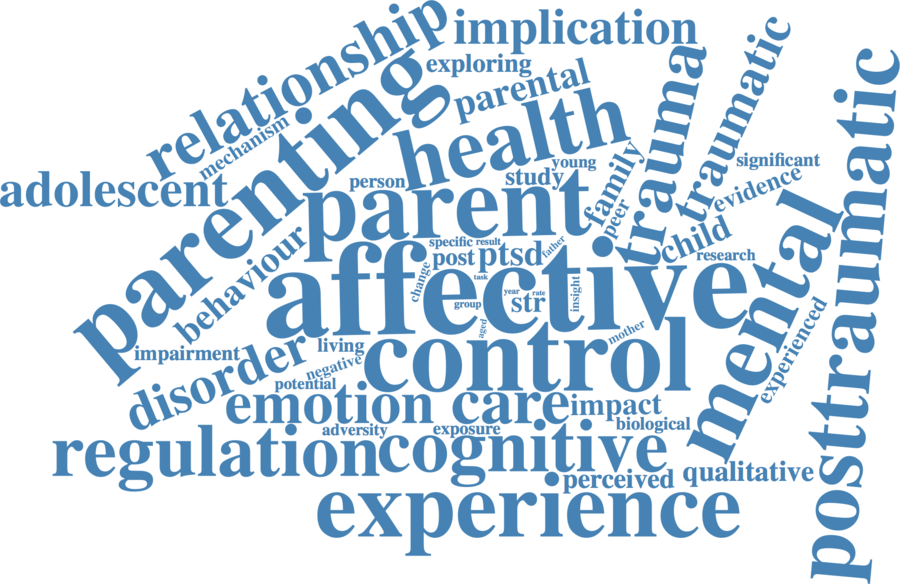 relationship
implication
exploring
parental
mechanism
parenting
health
trauma
traumatic
posttraumatic
adolescent
person
young
study
family
peer
significant
evidence
parent
child
research
behaviour
specific
result
post
ptsd
father
change
task
affective
year
rate
group
str
insight
aged
mother
mental
experienced
impairment
living
negative
potential
disorder
control
emotion
care
impact
biological
adversity
exposure
regulation
cognitive
perceived
qualitative
experience